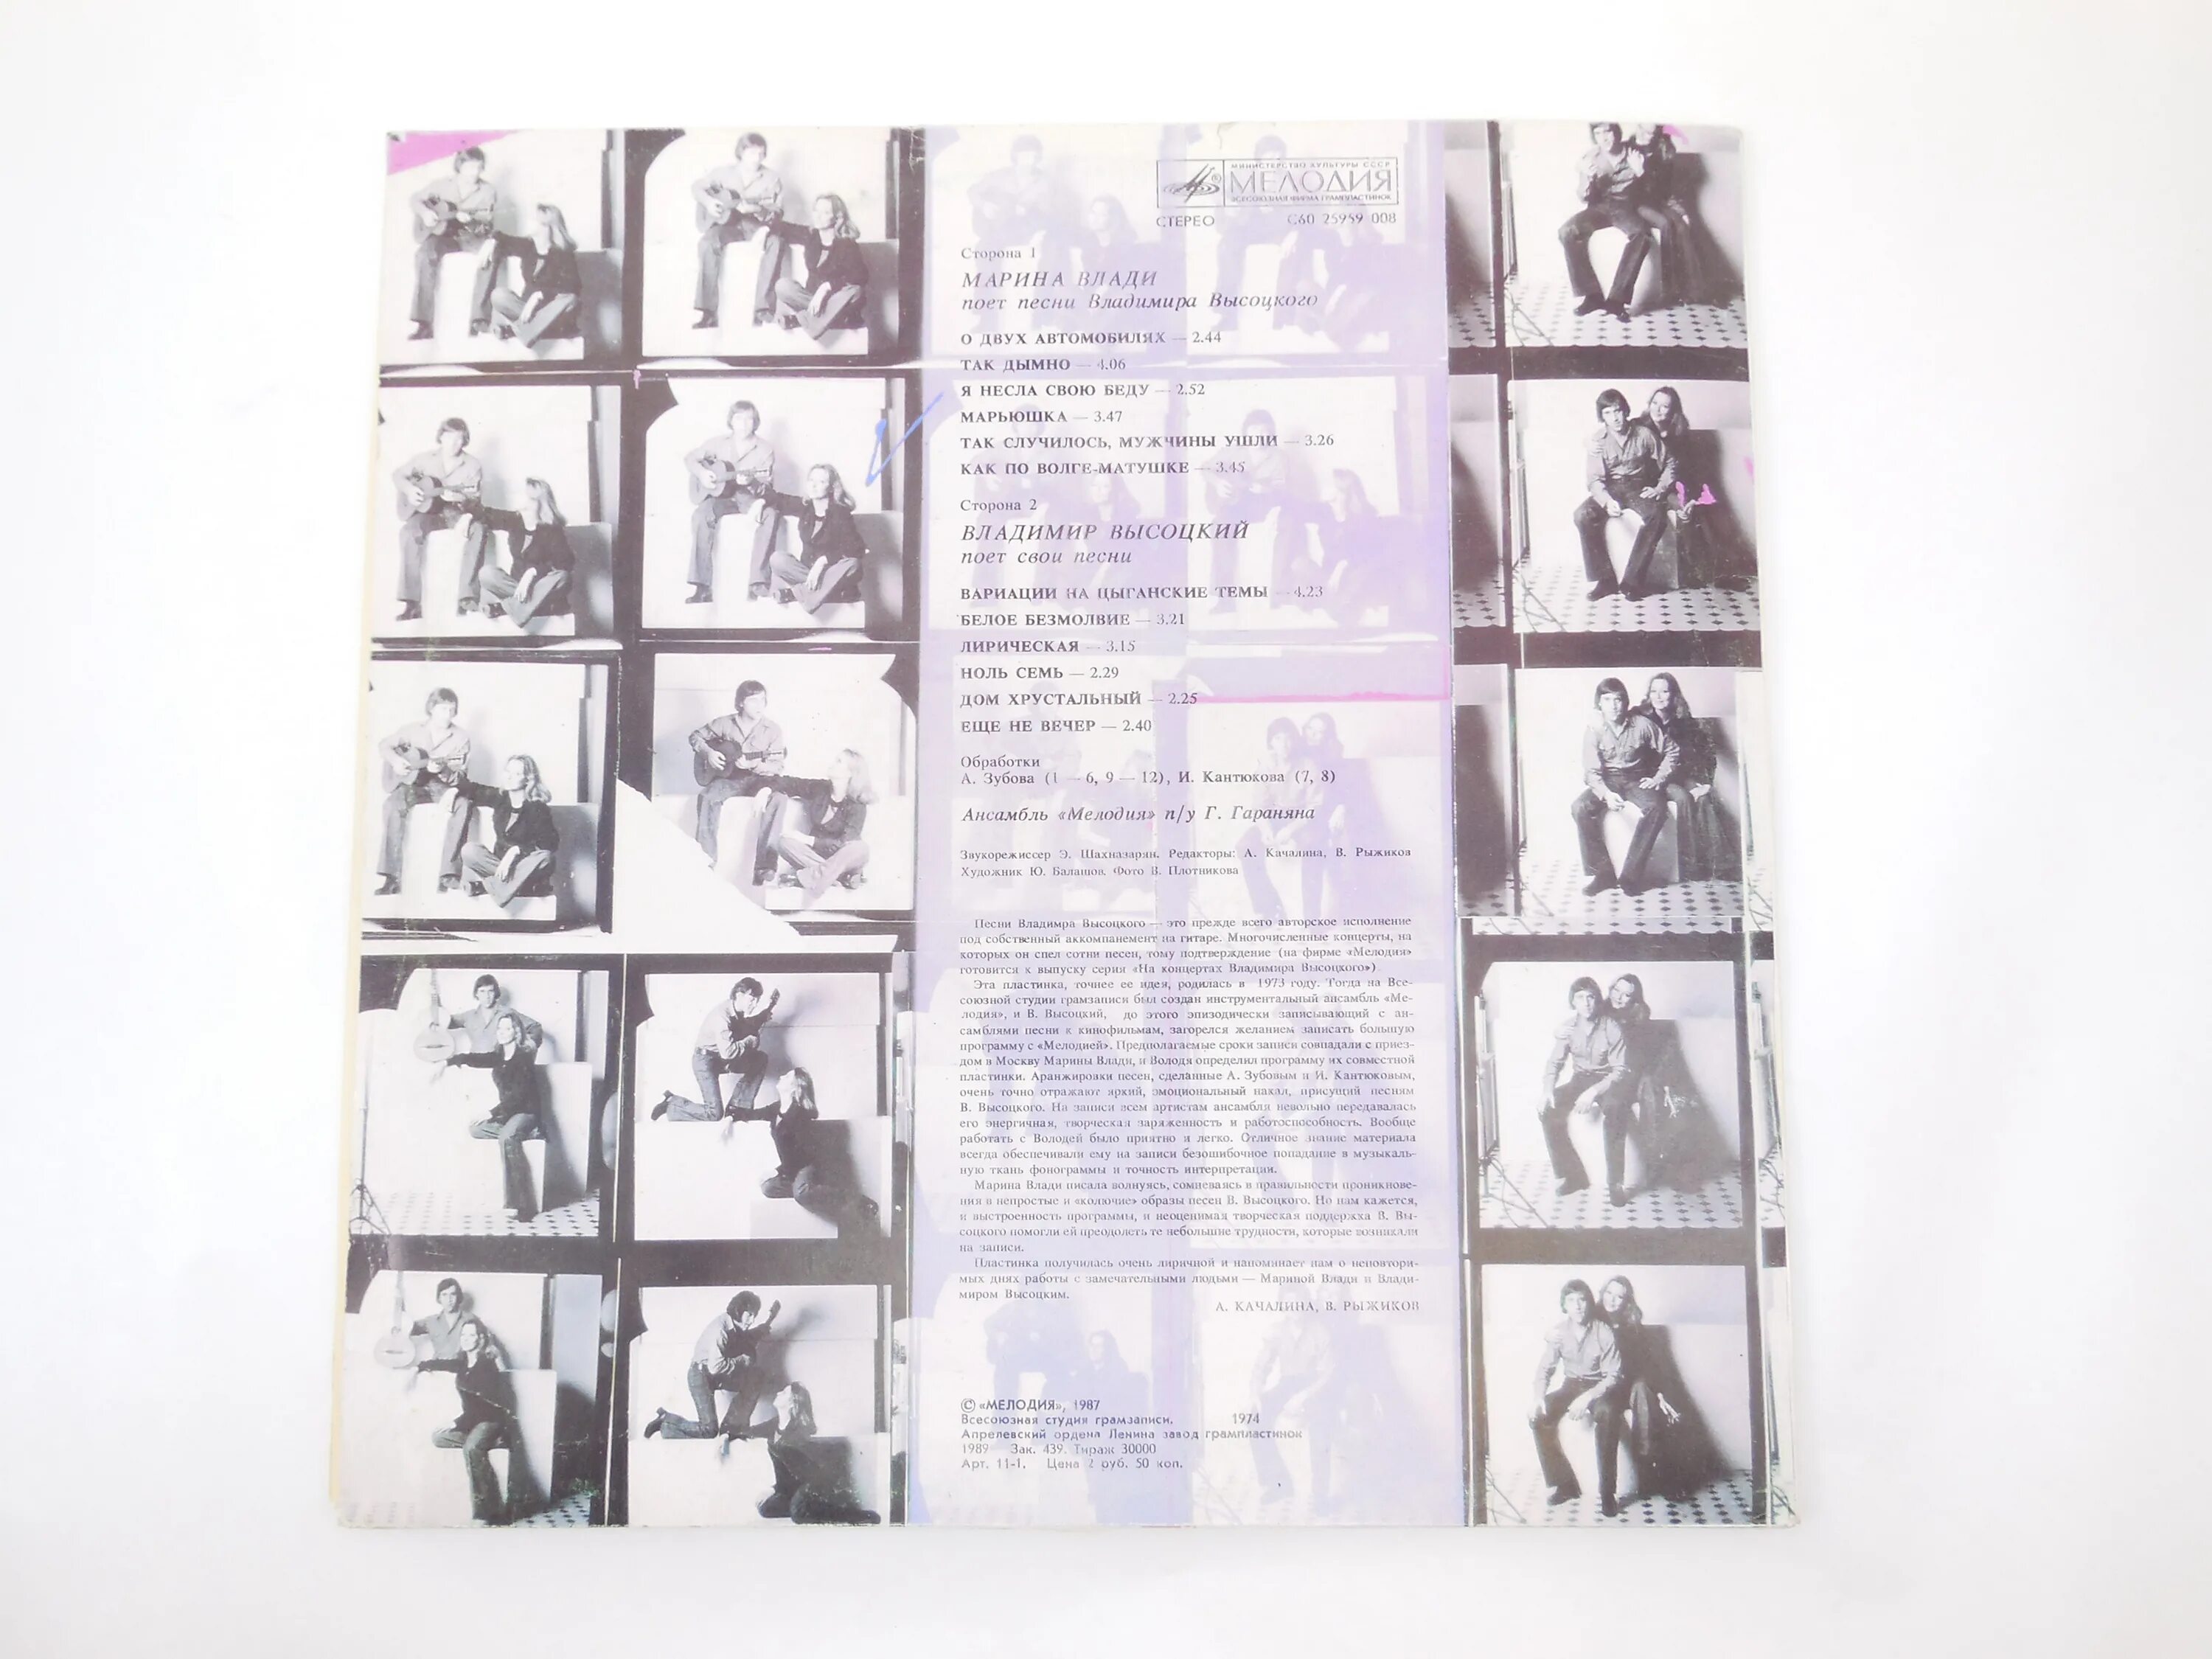 МИНИСТЕРСТВО КУЛЬТУРЫ СССР
МЕЛОДИЯ
ВСЕСОЮЗНАЯ ФИРМА ГРАМПЛАСТИНОК
СТЕРЕО С60 25959 008
Сторона 1
МАРИНА ВЛАДИ
поет песни Владимира Высоцкого
О ДВУХ АВТОМОБИЛЯХ — 2.44
ТАК ДЫМНО — 4.06
Я НЕСЛА СВОЮ БЕДУ — 2.52
МАРЬЮШКА — 3.47
ТАК СЛУЧИЛОСЬ, МУЖЧИНЫ УШЛИ — 3.26
КАК ПО ВОЛГЕ-МАТУШКЕ — 3.45
Сторона 2
ВЛАДИМИР ВЫСОЦКИЙ
поет свои песни
ВАРИАЦИИ НА ЦЫГАНСКИЕ ТЕМЫ — 4.23
БЕЛОЕ БЕЗМОЛВИЕ — 3.21
ЛИРИЧЕСКАЯ — 3.15
НОЛЬ СЕМЬ — 2.29
ДОМ ХРУСТАЛЬНЫЙ — 2.25
ЕЩЕ НЕ ВЕЧЕР — 2.40
Обработки
А. Зубова (1 — 6, 9 — 12), И. Кантюкова (7, 8)
Ансамбль «Мелодия» п/у Г. Гараняна
Звукорежиссер Э. Шахназарян. Редакторы: А. Качалина, В. Рыжиков
Художник Ю. Балашов. Фото В. Плотникова
Песни Владимра Высоцкого — это прежде всего авторское исполнение
под собственный аккомпанемент на гитаре. Многочисленные концерты, на
которых он спел сотни песен, тому подтверждение (на фирме «Мелодия»
готовится к выпуску серия «На концертах Владимира Высоцкого»).
Эта пластинка, точнее ее идея, родилась в 1973 году. Тогда на Все-
союзной студии грамзаписи был создан инструментальный ансамбль «Ме-
лодия», и В. Высоцкий, до этого эпизодически записывающий с ан-
самблями песни к кинофильмам, загорелся желанием записать большую
программу с «Мелодией». Предполагаемые сроки записи совпадали с приез-
дом в Москву Марины Влади, и Володя определил программу их совместной
пластинки. Аранжировки песен, сделанные А. Зубовым и И. Кантюковым,
очень точно отражают яркий, эмоциональный накал, присущий песням
В. Высоцкого. На записи всем артистам ансамбля невольно передавалась
его энергичная, творческая заряженность и работоспособность. Вообще
работать с Володей было приятно и легко. Отличное знание материала
всегда обеспечивали ему на записи безошибочное попадание в музыкаль-
ную ткань фонограммы и точность интерпретации.
Марина Влади писала волнуясь, сомневаясь в правильности проникнове-
ния в непростые и «колючие» образы песен В. Высоцкого. Но нам кажется,
и выстроенность программы, и неоценимая творческая поддержка В. Вы-
соцкого помогли ей преодолеть те небольшие трудности, которые возникали
на записи.
Пластинка получилась очень лиричной и напоминает нам о неповтори-
мых днях работы с замечательными людьми — Мариной Влади и Влади-
миром Высоцким.
А. КАЧАЛИНА, В. РЫЖИКОВ
© «МЕЛОДИЯ», 1987
Всесоюзная студия грамзаписи. 1974
Апрелевский ордена Ленина завод грампластинок
1989 Зак. 439. Тираж 30000
Арт. 11-1. Цена 2 руб. 50 коп.